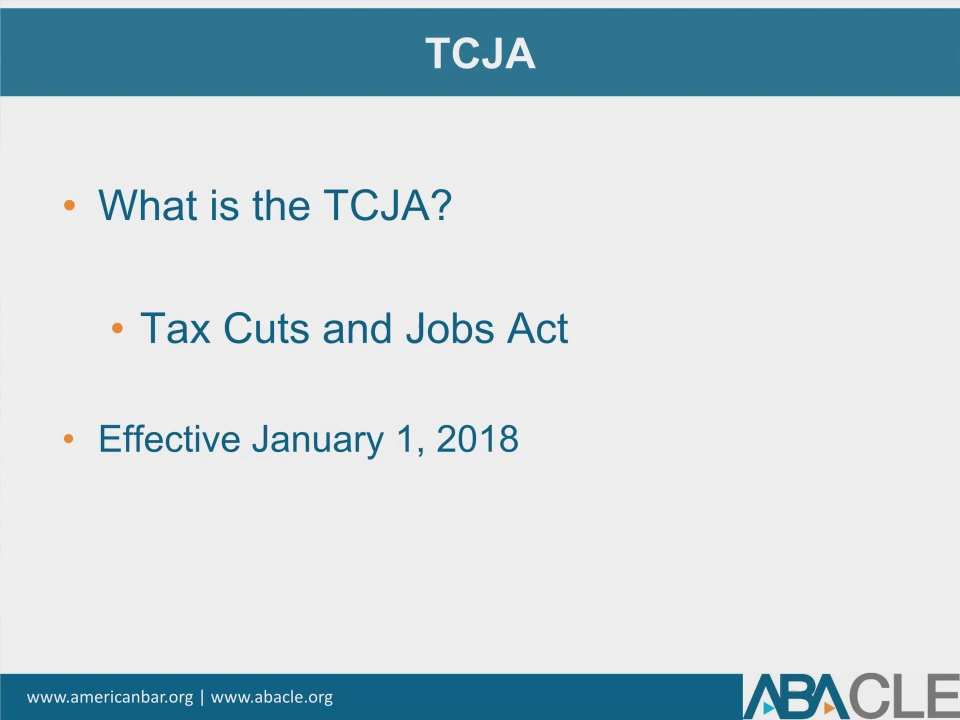 TCJA
• What is the TCJA?
• Tax Cuts and Jobs Act
• Effective January 1, 2018
www.americanbar.org | www.abacle.org
ABACLE